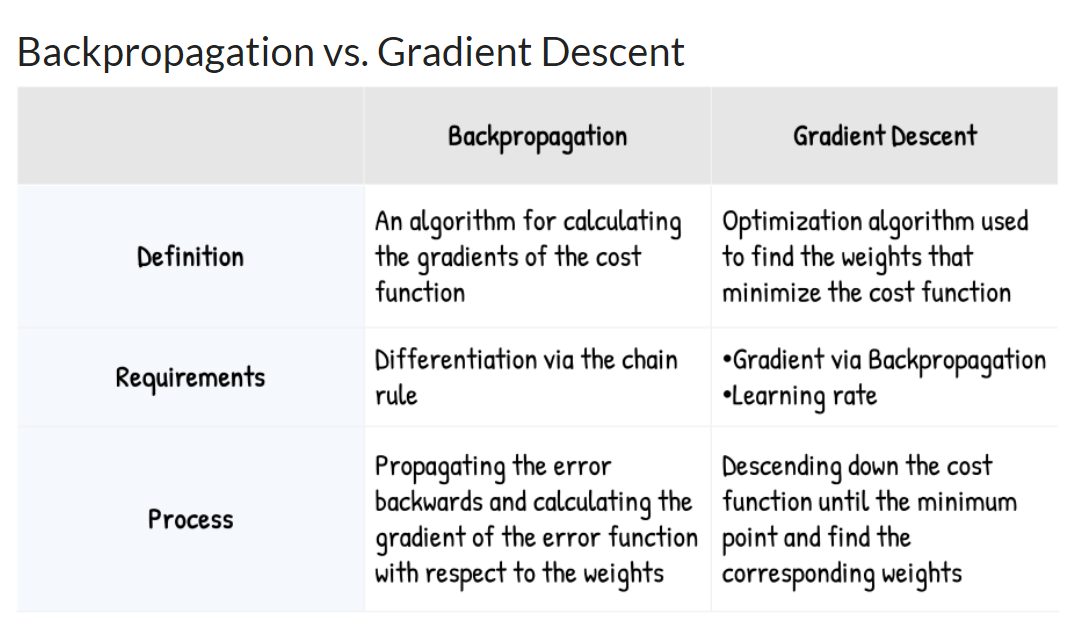 Backpropagation vs. Gradient Descent
Backpropagation
Gradient Descent
Definition
An algorithm for calculating
the gradients of the cost
function
Optimization algorithm used
to find the weights that
minimize the cost function
Requirements
Differentiation via the chain
rule
•Gradient via Backpropagation
•Learning rate
Process
Propagating the error
backwards and calculating the
gradient of the error function
with respect to the weights
Descending down the cost
function until the minimum
point and find the
corresponding weights